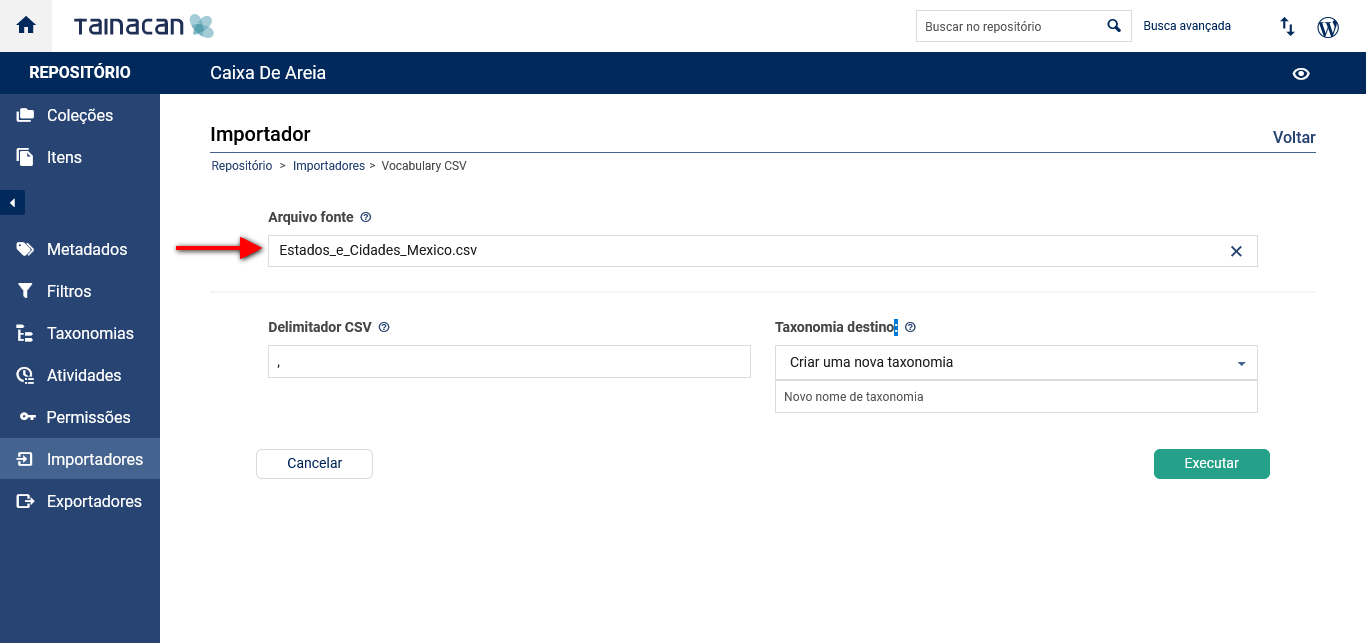 TAINACAN
Buscar no repositório
Busca avançada
REPOSITÓRIO
Caixa De Areia
Coleções
Itens
Metadados
Filtros
Taxonomias
Atividades
Permissões
Importadores
Exportadores
Importador
Voltar
Repositório > Importadores > Vocabulary CSV
Arquivo fonte
Estados_e_Cidades_Mexico.csv
Delimitador CSV
,
Taxonomia destino:
Criar uma nova taxonomia
Novo nome de taxonomia
Cancelar
Executar